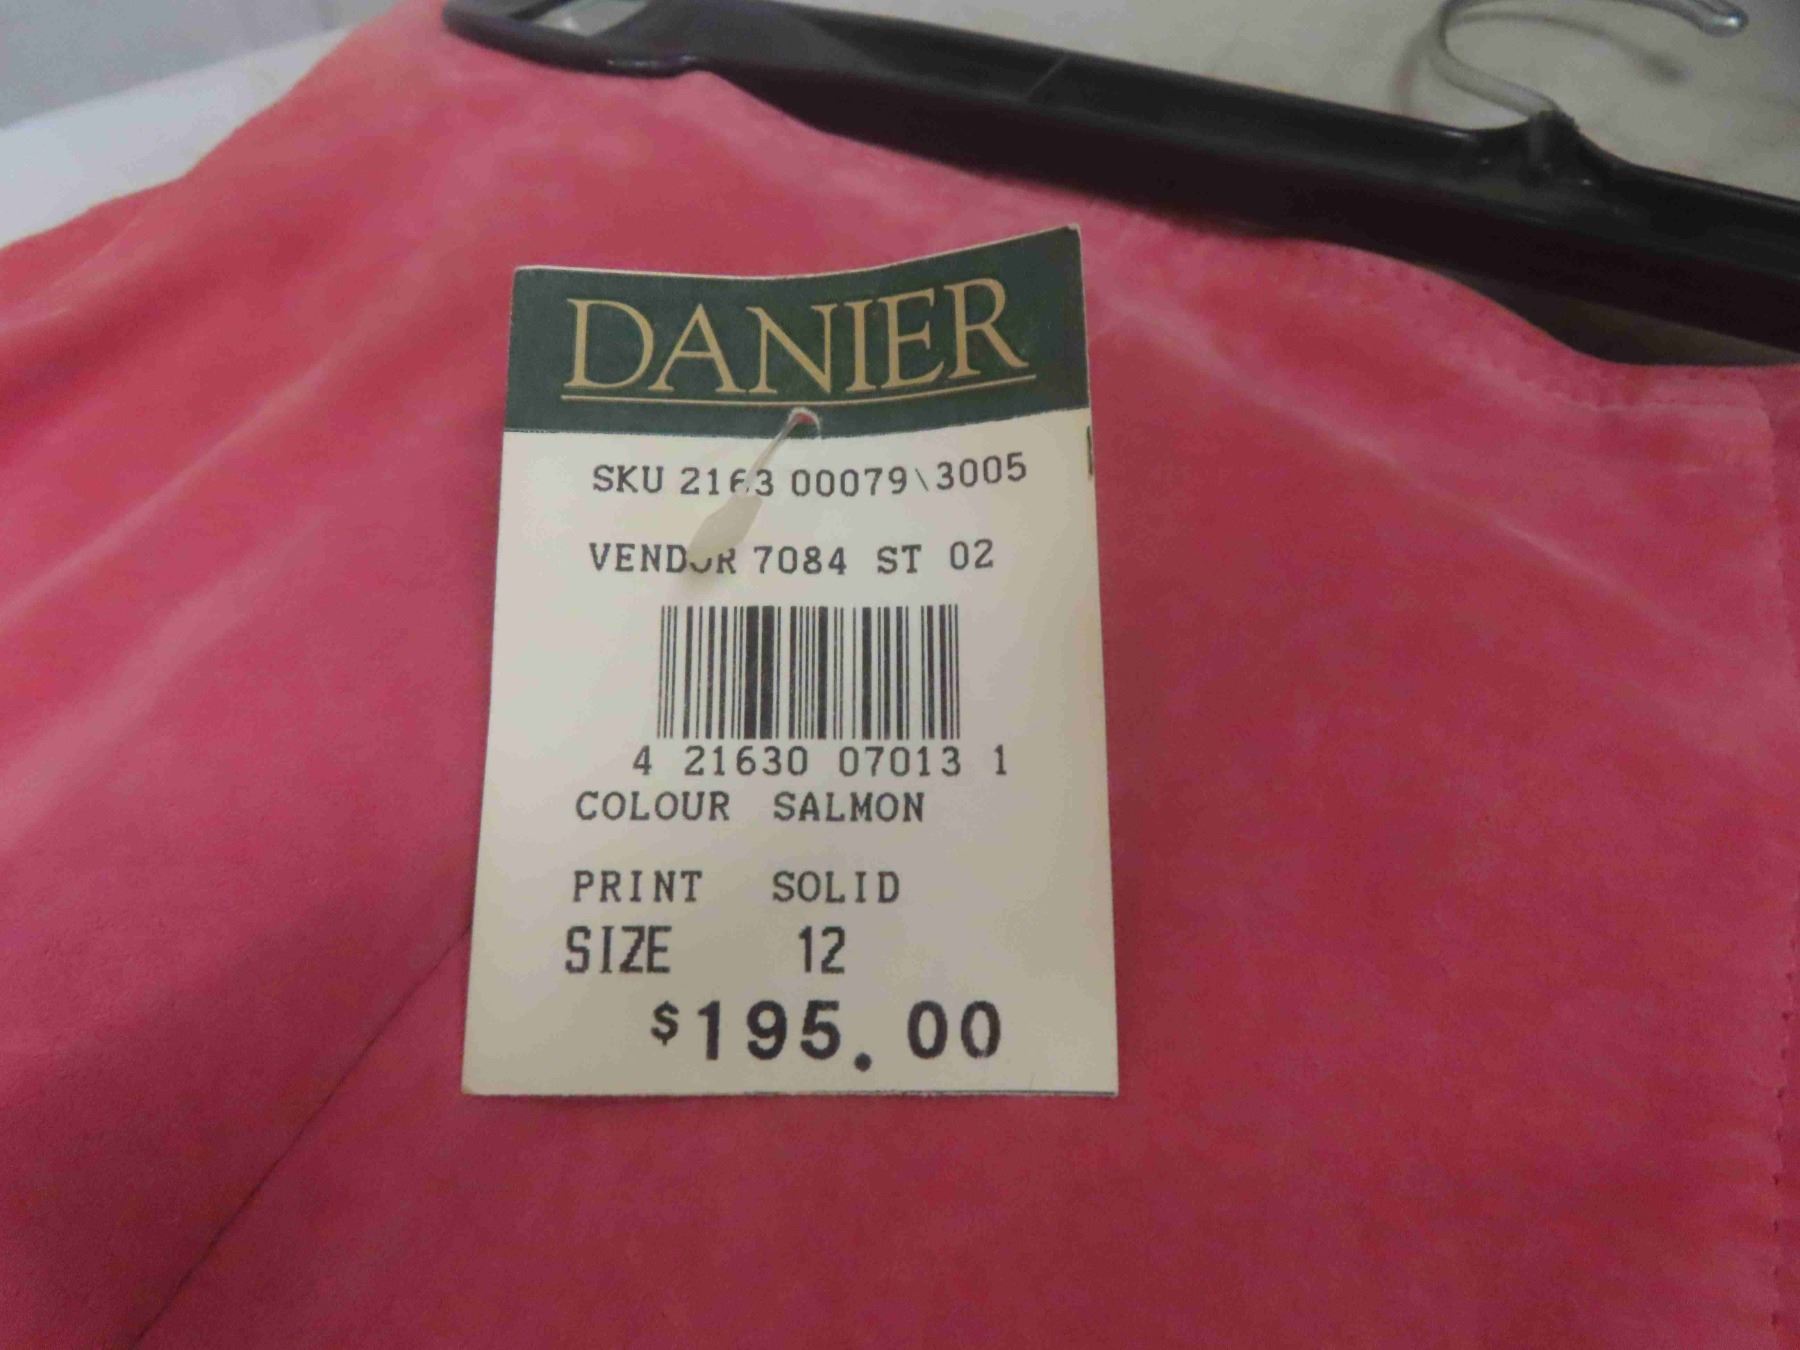 DANIER
SKU 2163 00079\3005
VENDOR 7084 ST 02
4 21630 07013 1
COLOUR SALMON
PRINT SOLID
SIZE 12
$195.00